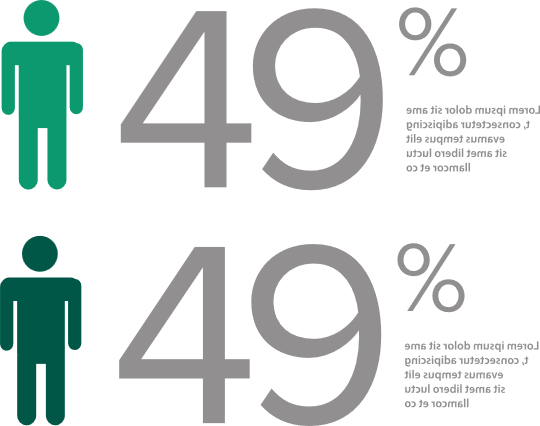 49%
Lorem ipsum dolor sit ame
t, consectetur adipiscing
evamus tempus elit
sit amet libero luctu
llamcor et co
49%
Lorem ipsum dolor sit ame
t, consectetur adipiscing
evamus tempus elit
sit amet libero luctu
llamcor et co